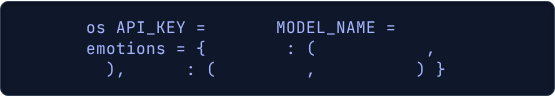 os API_KEY = MODEL_NAME =
emotions = { : ( ,
), : ( , ) }